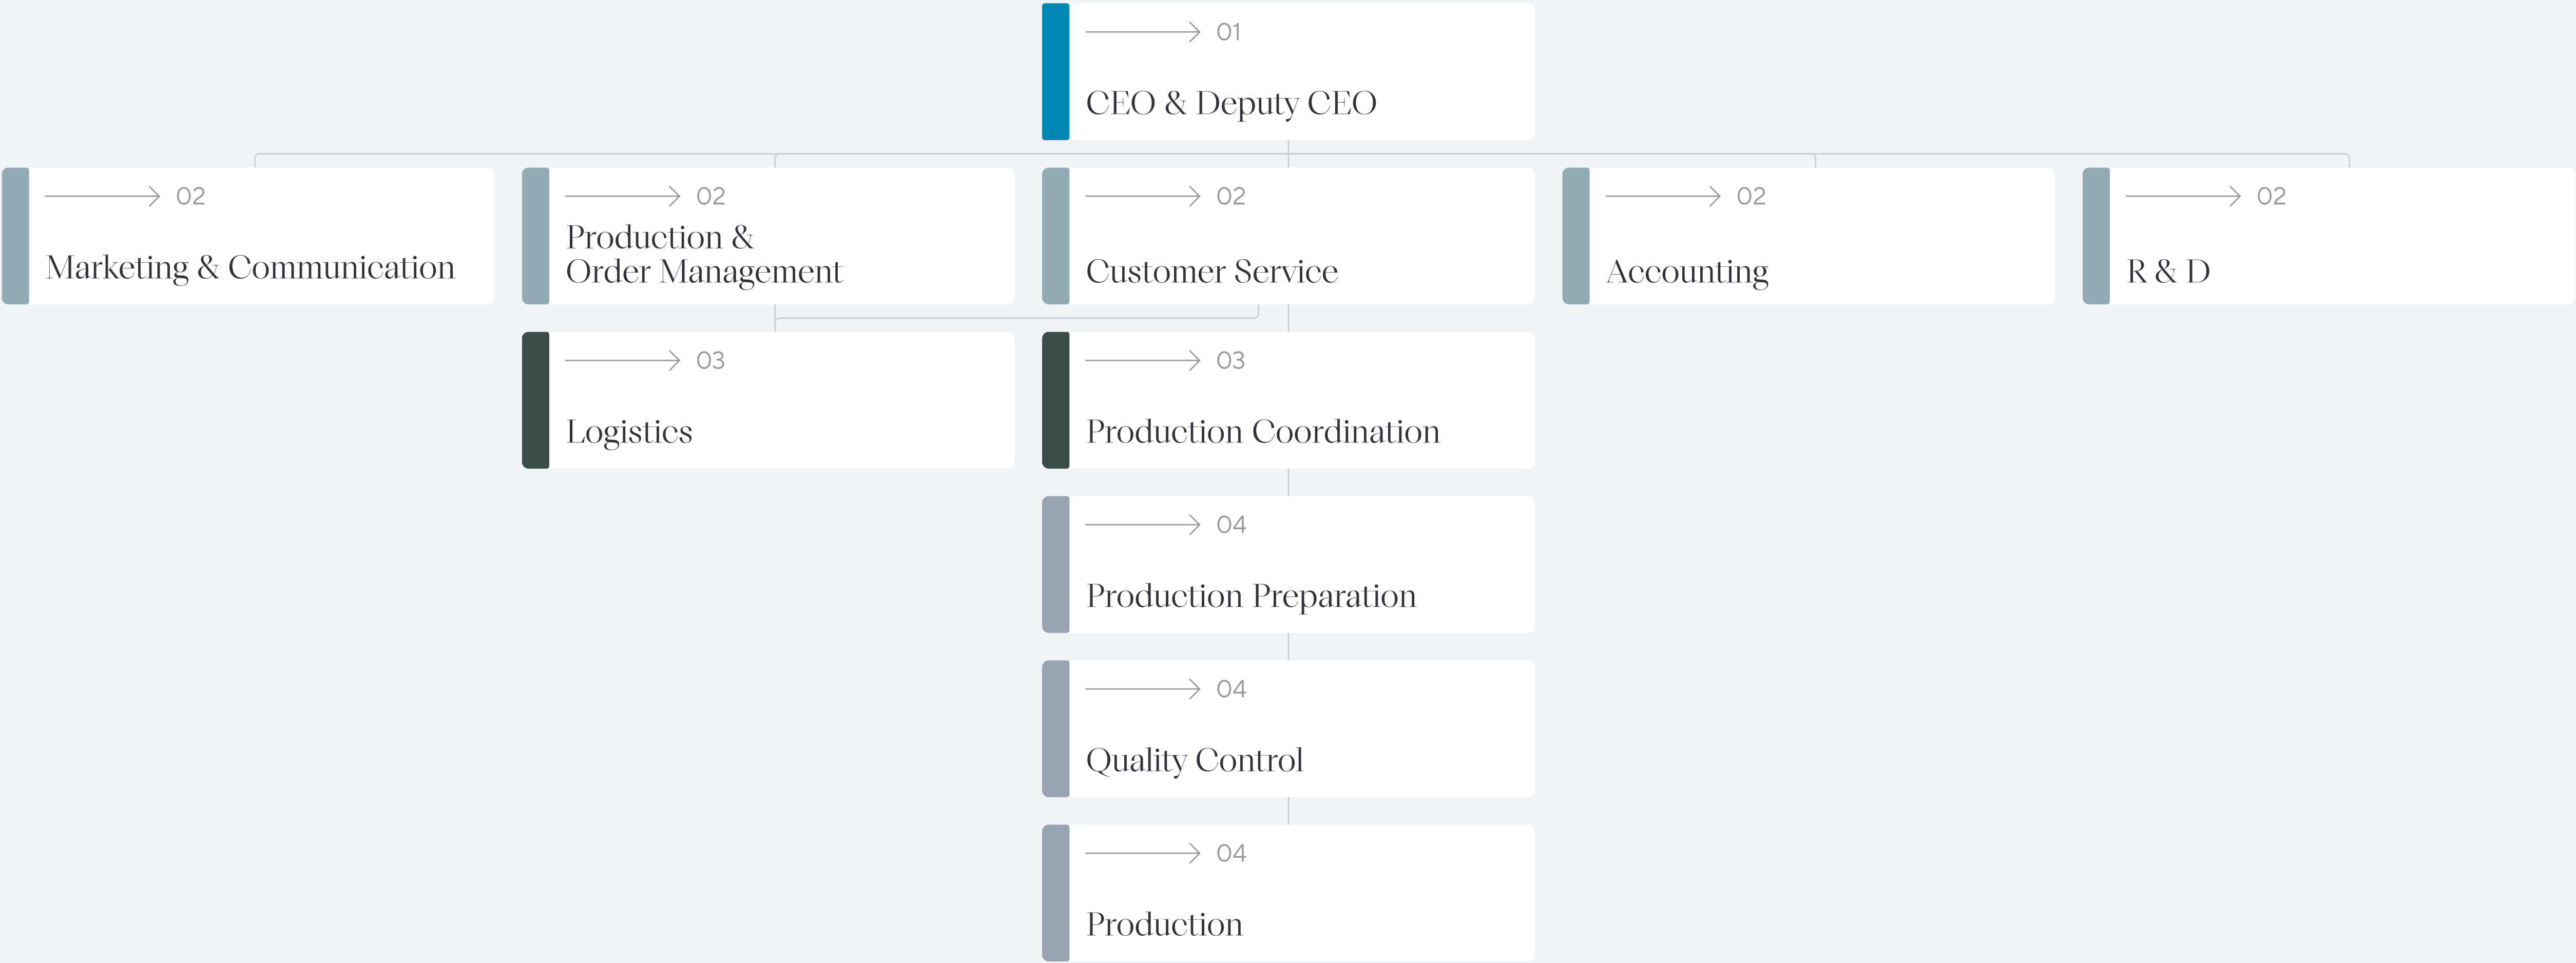 01
CEO & Deputy CEO
02
Marketing & Communication
02
Production &
Order Management
02
Customer Service
02
Accounting
02
R & D
03
Logistics
03
Production Coordination
04
Production Preparation
04
Quality Control
04
Production